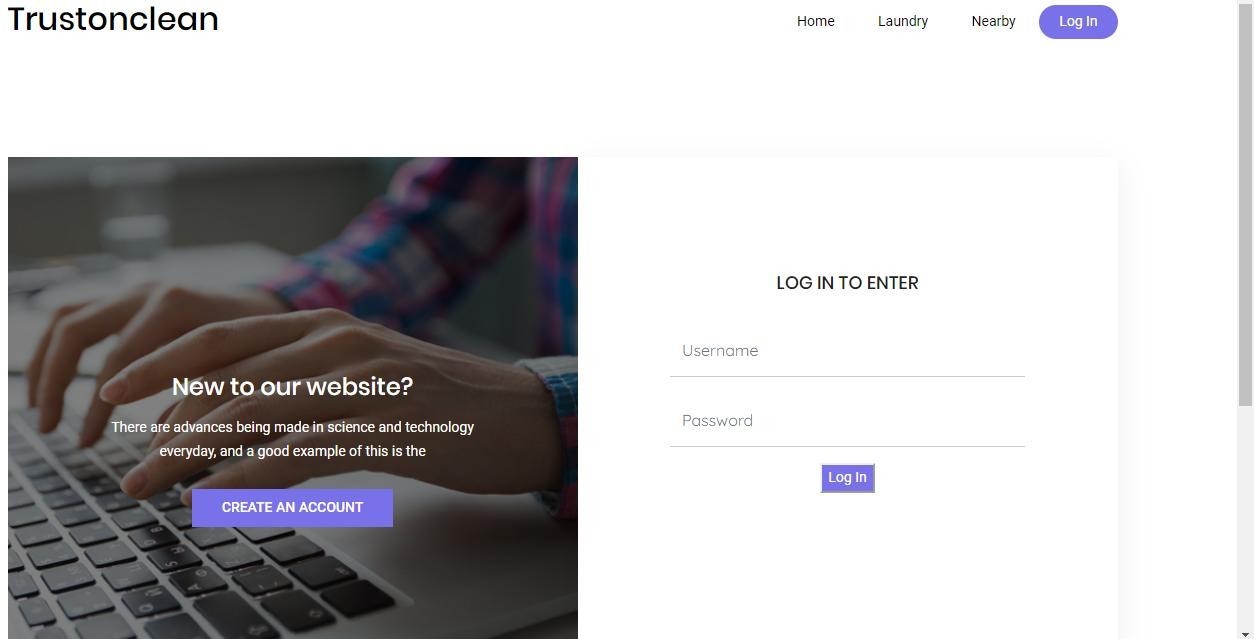 Trustonclean
Home Laundry Nearby Log In
LOG IN TO ENTER
Username
New to our website?
Password
There are advances being made in science and technology
everyday, and a good example of this is the
Log In
CREATE AN ACCOUNT